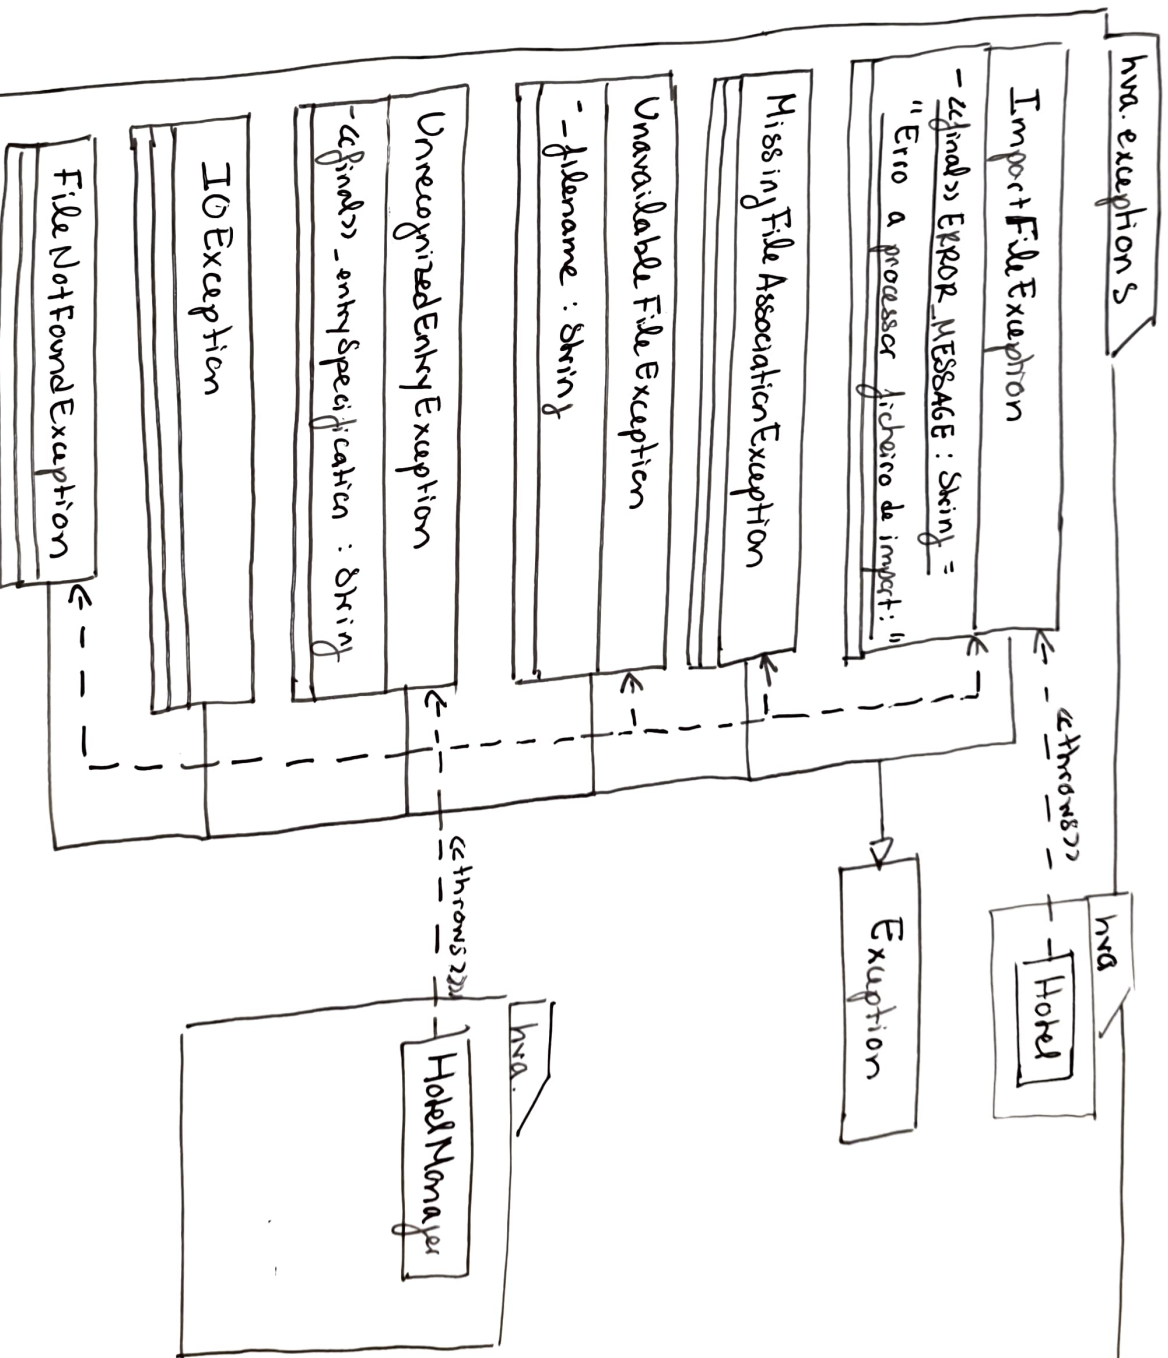 hva.exceptions
ImportFileException
-<<final>> ERROR_MESSAGE : String =
"Erro a processar ficheiro de import: "
MissingFileAssociationException
UnavailableFileException
- _filename : String
UnrecognizedEntryException
-<<final>> _entrySpecification : String
IOException
FileNotFoundException
<<throws>>
hva
Hotel
Exception
<<throws>>
hva.
HotelManager